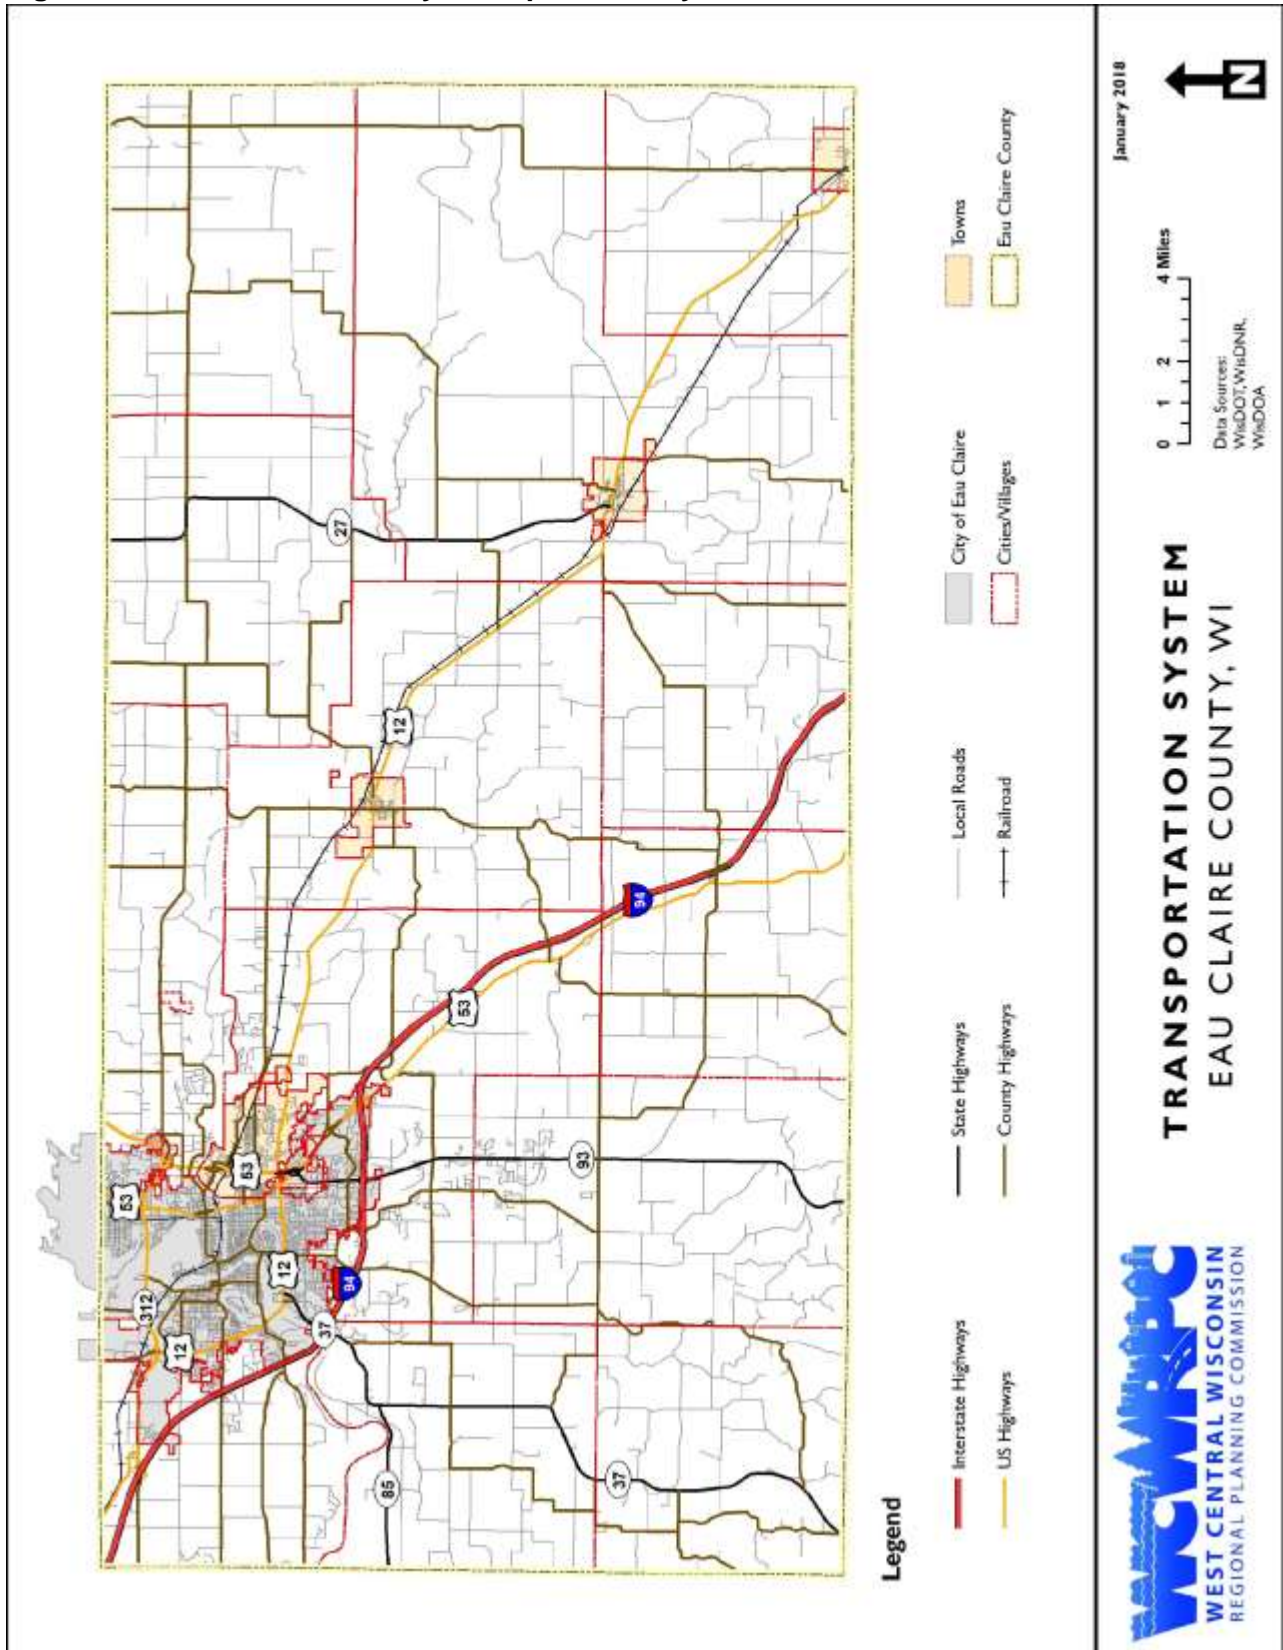 53
312
12
53
12
94
37
85
37
93
53
94
12
27
Legend
Interstate Highways
State Highways
Local Roads
City of Eau Claire
Towns
US Highways
County Highways
Railroad
Cities/Villages
Eau Claire County
WCWRPC
WEST CENTRAL WISCONSIN
REGIONAL PLANNING COMMISSION
TRANSPORTATION SYSTEM
EAU CLAIRE COUNTY, WI
0 1 2 4 Miles
Data Sources:
WisDOT, WisDNR,
WisDOA
January 2018
N